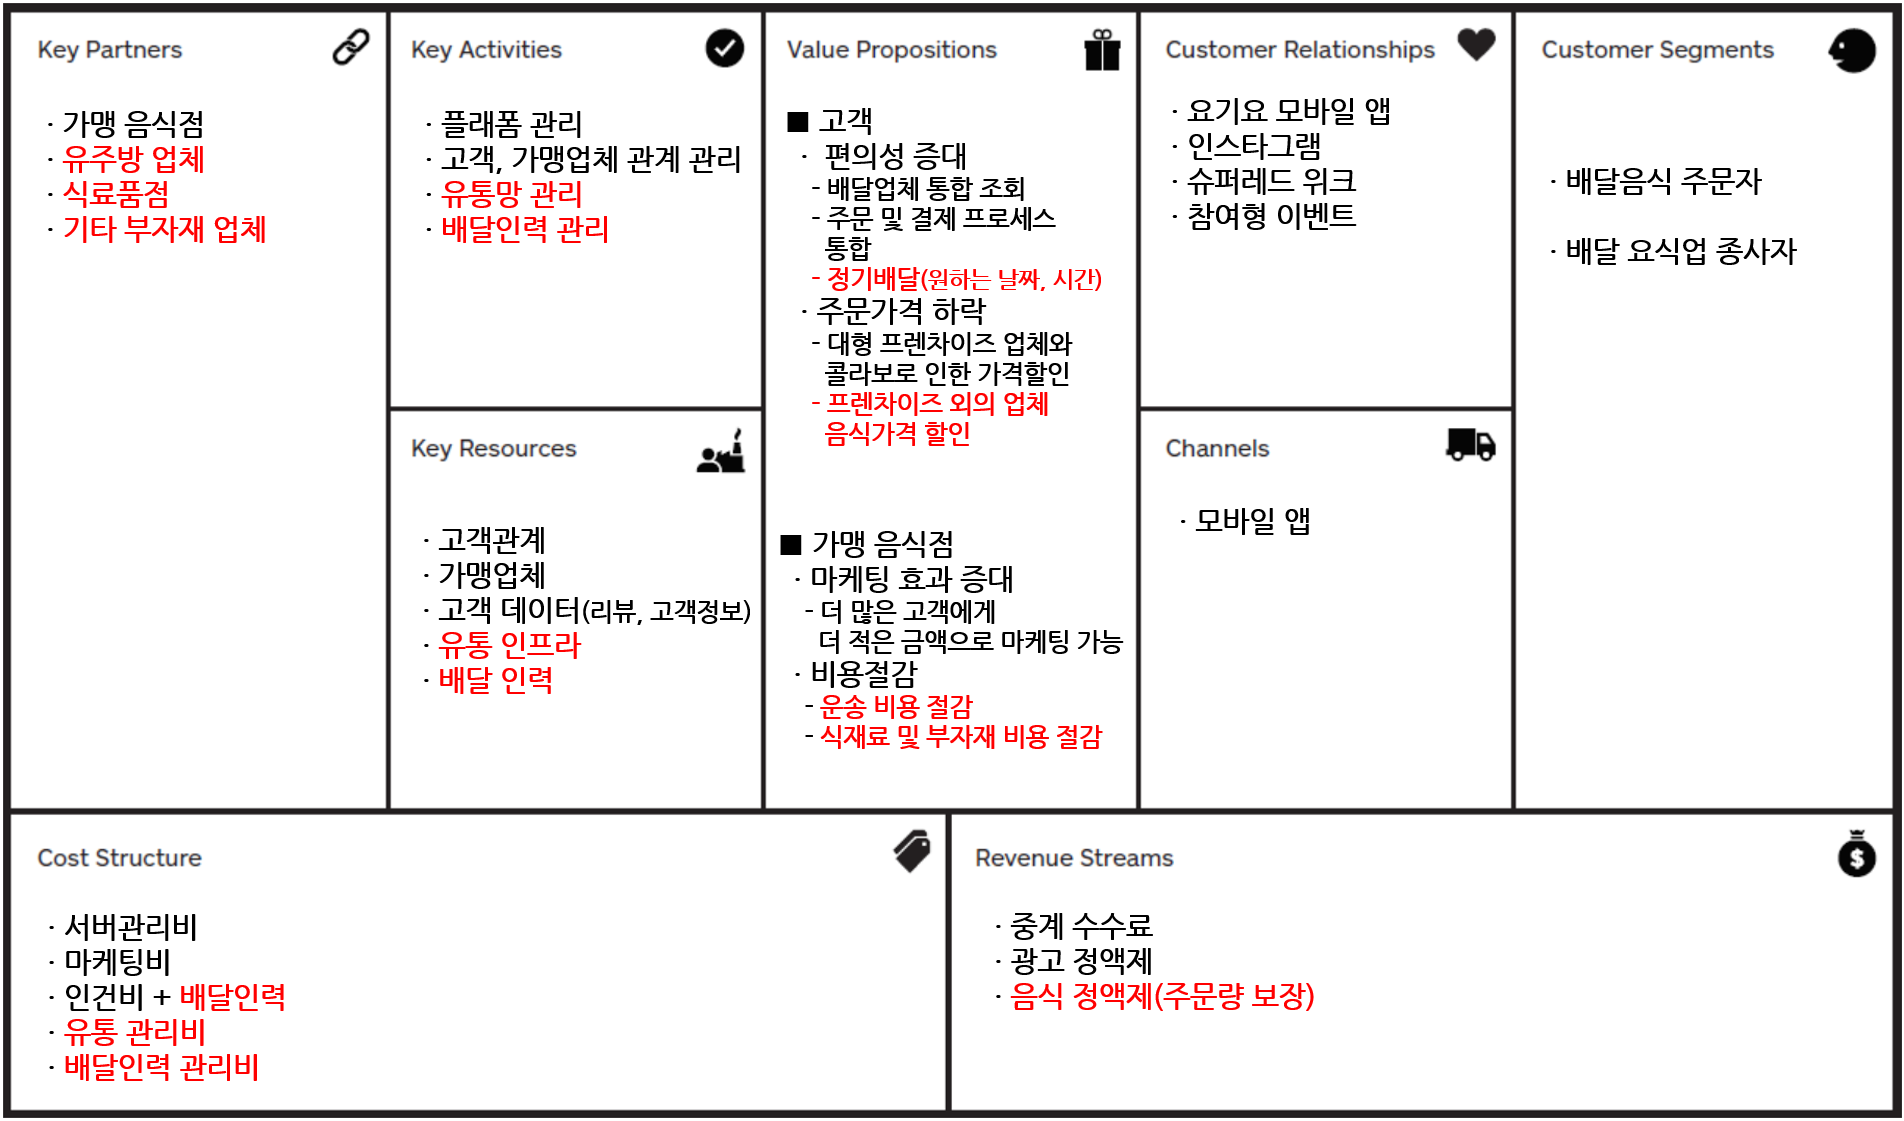 Key Partners
· 가맹 음식점
· 유주방 업체
· 식료품점
· 기타 부자재 업체
Key Activities
· 플래폼 관리
· 고객, 가맹업체 관계 관리
· 유통망 관리
· 배달인력 관리
Key Resources
· 고객관계
· 가맹업체
· 고객 데이터(리뷰, 고객정보)
· 유통 인프라
· 배달 인력
Value Propositions
■ 고객
· 편의성 증대
- 배달업체 통합 조회
- 주문 및 결제 프로세스
통합
- 정기배달(원하는 날짜, 시간)
· 주문가격 하락
- 대형 프렌차이즈 업체와
콜라보로 인한 가격할인
- 프렌차이즈 외의 업체
음식가격 할인
■ 가맹 음식점
· 마케팅 효과 증대
- 더 많은 고객에게
더 적은 금액으로 마케팅 가능
· 비용절감
- 운송 비용 절감
- 식재료 및 부자재 비용 절감
Customer Relationships
· 요기요 모바일 앱
· 인스타그램
· 슈퍼레드 위크
· 참여형 이벤트
Channels
· 모바일 앱
Customer Segments
· 배달음식 주문자
· 배달 요식업 종사자
Cost Structure
· 서버관리비
· 마케팅비
· 인건비 + 배달인력
· 유통 관리비
· 배달인력 관리비
Revenue Streams
· 중계 수수료
· 광고 정액제
· 음식 정액제(주문량 보장)